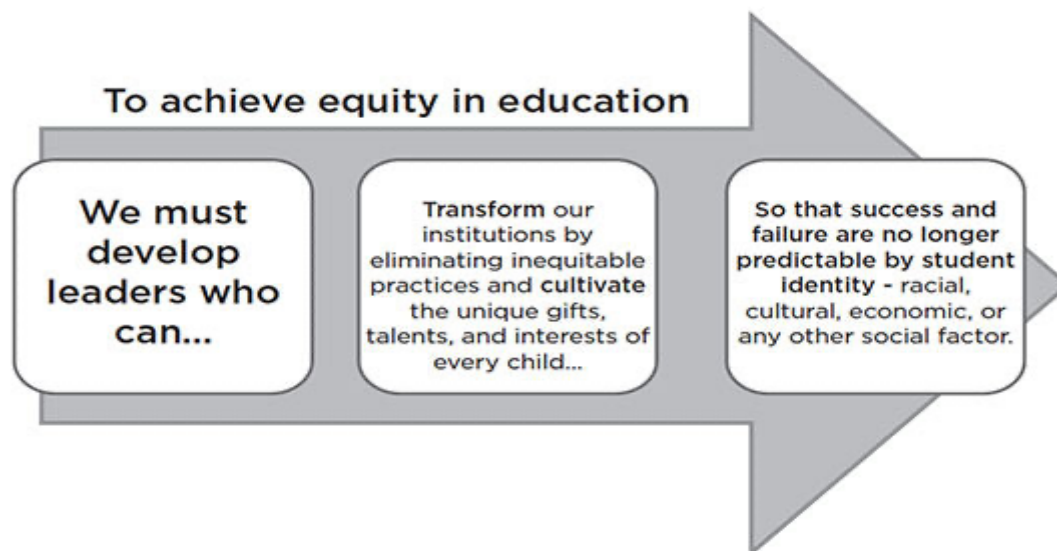 To achieve equity in education
We must
develop
leaders who
can...
Transform our
institutions by
eliminating inequitable
practices and cultivate
the unique gifts,
talents, and interests of
every child...
So that success and
failure are no longer
predictable by student
identity - racial,
cultural, economic, or
any other social factor.